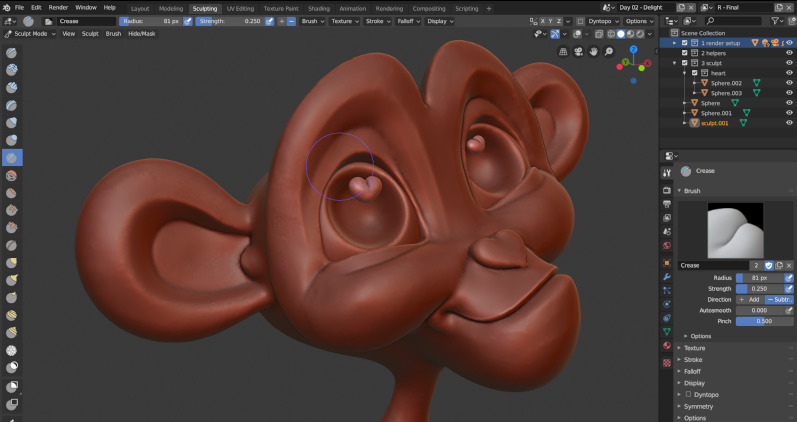 File Edit Render Window Help Layout Modeling Sculpting UV Editing Texture Paint Shading Animation Rendering Compositing Scripting Day 02 - Delight R - Final
Crease Radius: 81 px Strength: 0.250 Brush Texture Stroke Falloff Display X Y Z Dyntopo Options
Sculpt Mode View Sculpt Brush Hide/Mask
Scene Collection
1 render setup
2 helpers
3 sculpt
heart
Sphere.002
Sphere.003
Sphere
Sphere.001
sculpt.001
Z
Y
X
Crease
Brush
Crease 2
Radius 81 px
Strength 0.250
Direction + Add − Subtr..
Autosmooth 0.000
Pinch 0.500
Options
Texture
Stroke
Falloff
Display
Dyntopo
Symmetry
Options